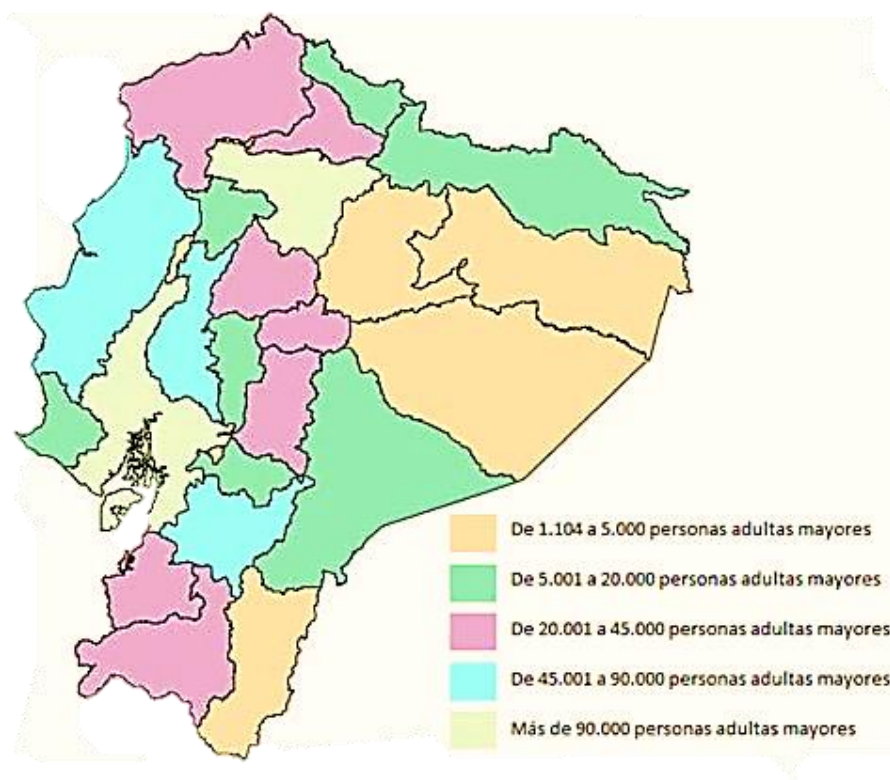 De 1.104 a 5.000 personas adultas mayores
De 5.001 a 20.000 personas adultas mayores
De 20.001 a 45.000 personas adultas mayores
De 45.001 a 90.000 personas adultas mayores
Más de 90.000 personas adultas mayores